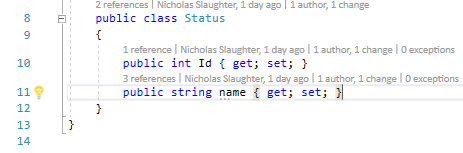 2 references | Nicholas Slaughter, 1 day ago | 1 author, 1 change
8 public class Status
9 {
1 reference | Nicholas Slaughter, 1 day ago | 1 author, 1 change | 0 exceptions
10 public int Id { get; set; }
3 references | Nicholas Slaughter, 1 day ago | 1 author, 1 change | 0 exceptions
11 public string name { get; set; }
12 }
13 }
14